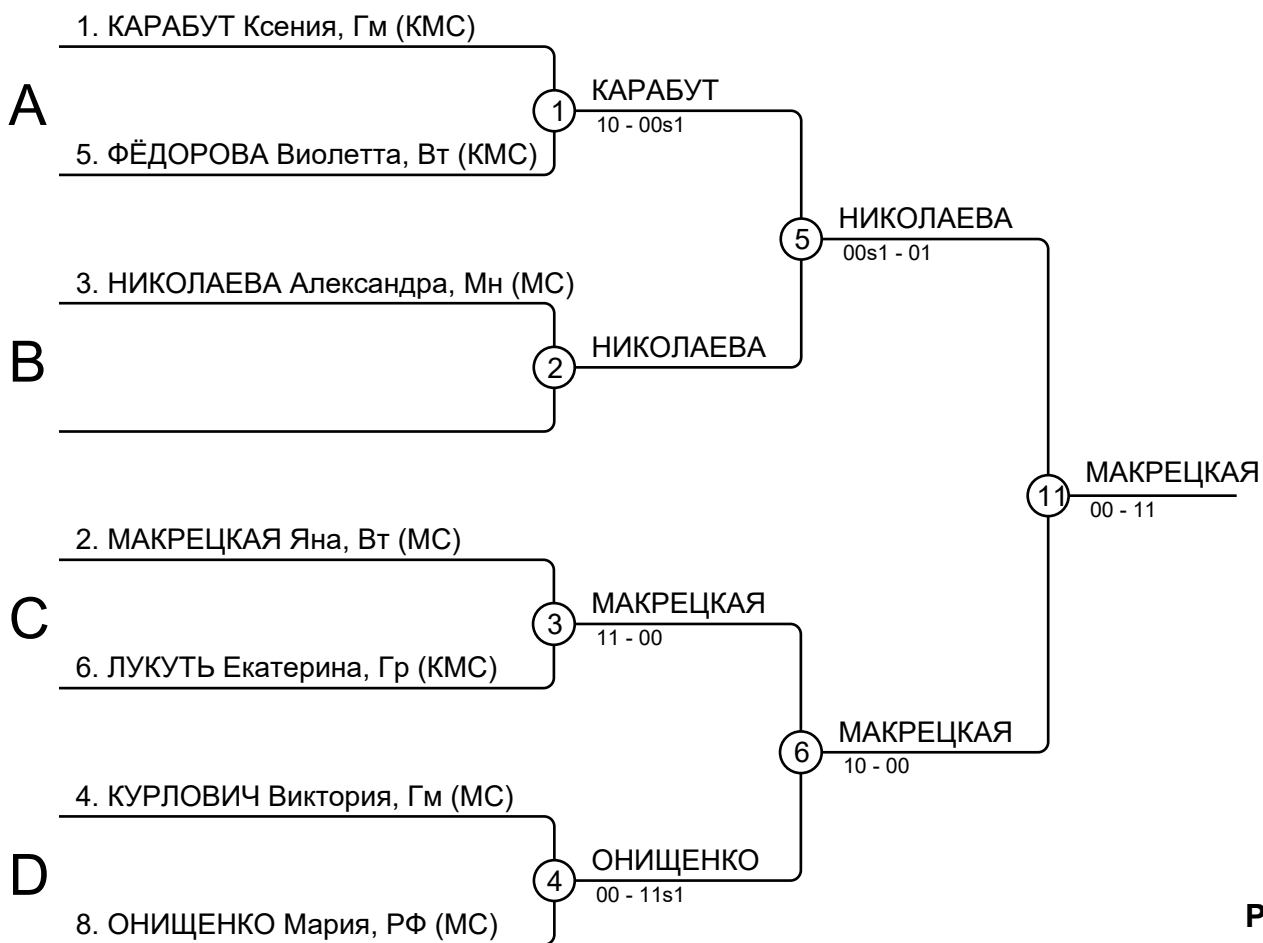 1. КАРАБУТ Ксения, Гм (КМС)
A
1
КАРАБУТ
10 - 00s1
5. ФЁДОРОВА Виолетта, Вт (КМС)
5
НИКОЛАЕВА
00s1 - 01
3. НИКОЛАЕВА Александра, Мн (МС)
B
2
НИКОЛАЕВА
11
МАКРЕЦКАЯ
00 - 11
2. МАКРЕЦКАЯ Яна, Вт (МС)
C
3
МАКРЕЦКАЯ
11 - 00
6. ЛУКУТЬ Екатерина, Гр (КМС)
6
МАКРЕЦКАЯ
10 - 00
4. КУРЛОВИЧ Виктория, Гм (МС)
D
4
ОНИЩЕНКО
00 - 11s1
8. ОНИЩЕНКО Мария, РФ (МС)